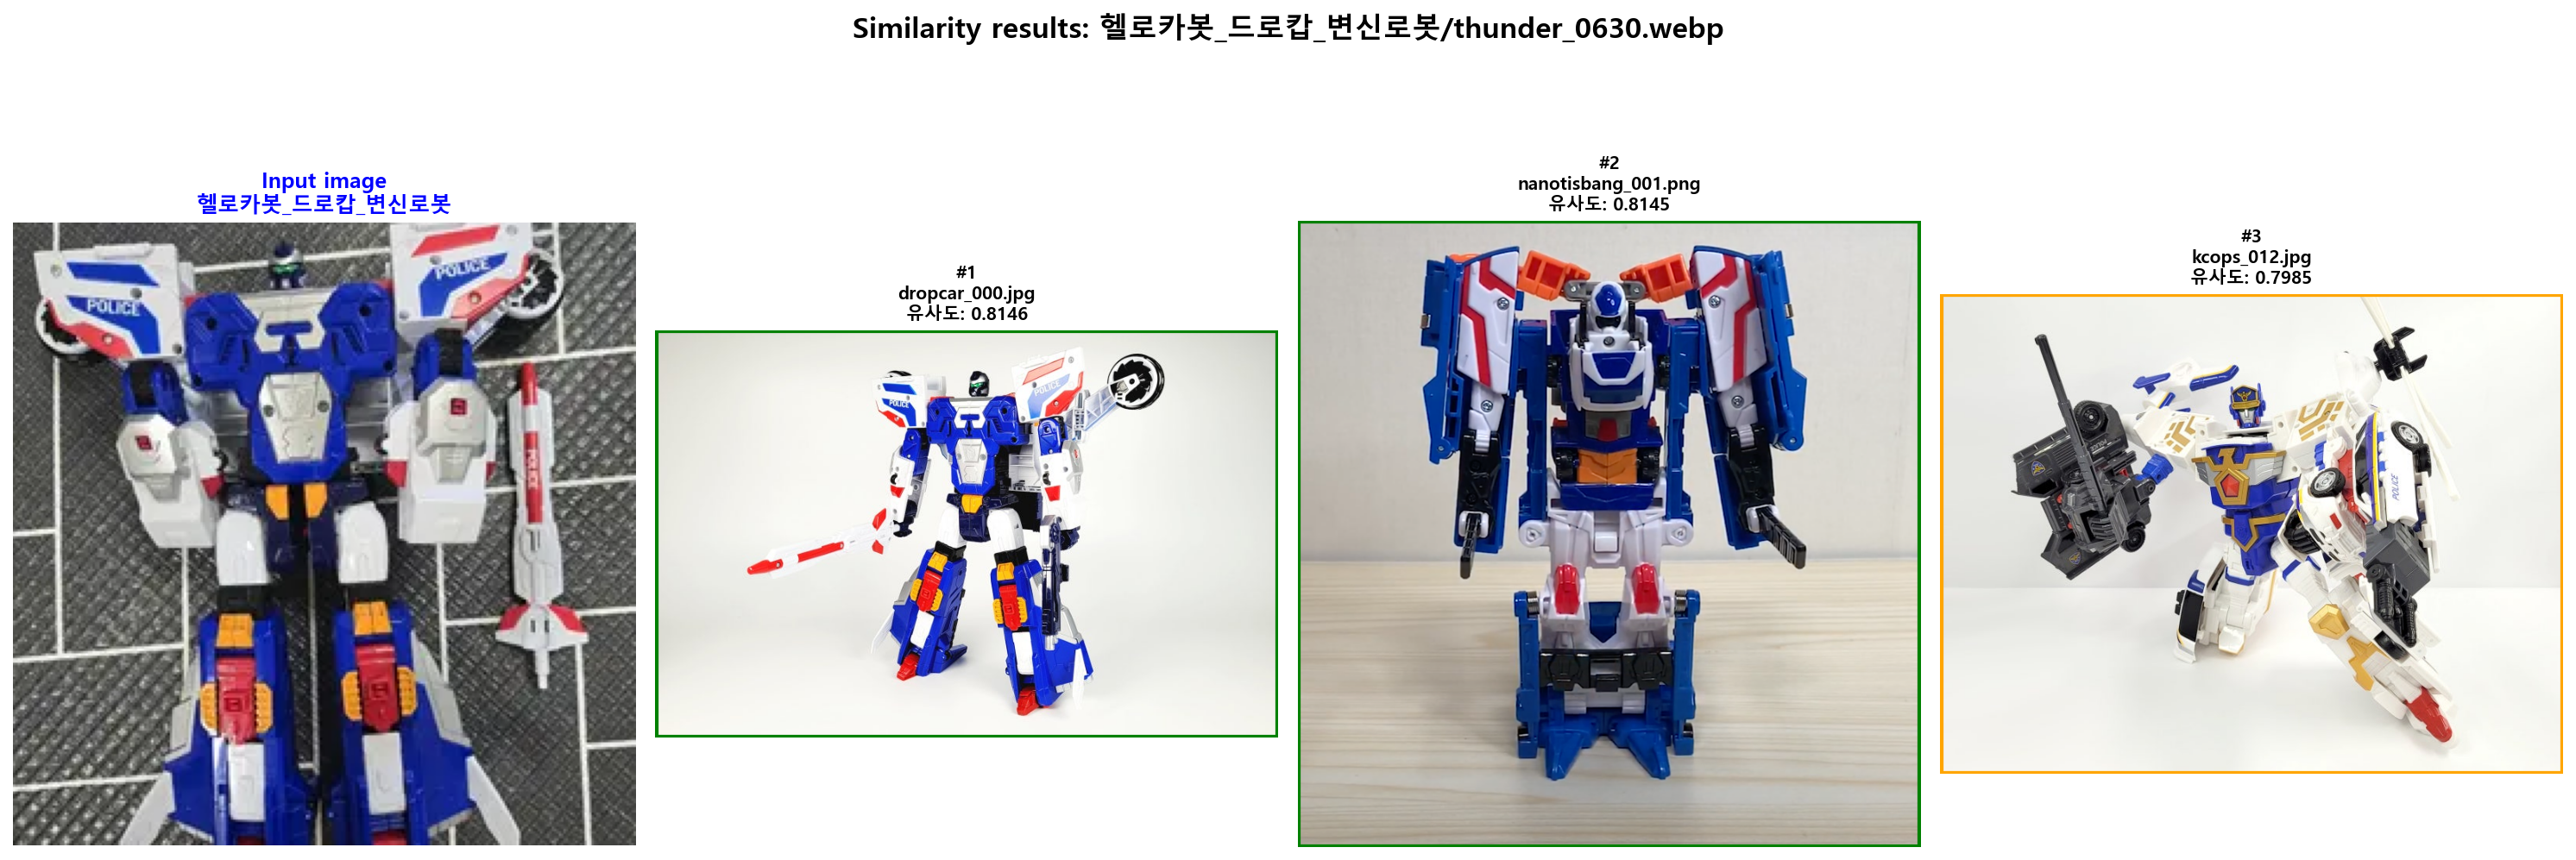 Similarity results: 헬로카봇_드로캅_변신로봇/thunder_0630.webp
Input image
헬로카봇_드로캅_변신로봇
POLICE
POLICE
POLICE
#1
dropcar_000.jpg
유사도: 0.8146
POLICE
POLICE
#2
nanotisbang_001.png
유사도: 0.8145
#3
kcops_012.jpg
유사도: 0.7985
POLICE